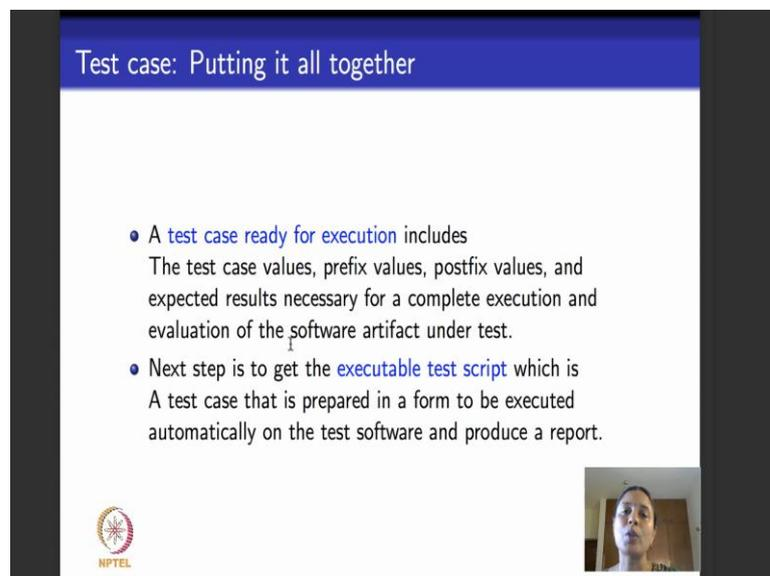 Test case: Putting it all together
A test case ready for execution includes
The test case values, prefix values, postfix values, and
expected results necessary for a complete execution and
evaluation of the software artifact under test.
Next step is to get the executable test script which is
A test case that is prepared in a form to be executed
automatically on the test software and produce a report.
NPTEL